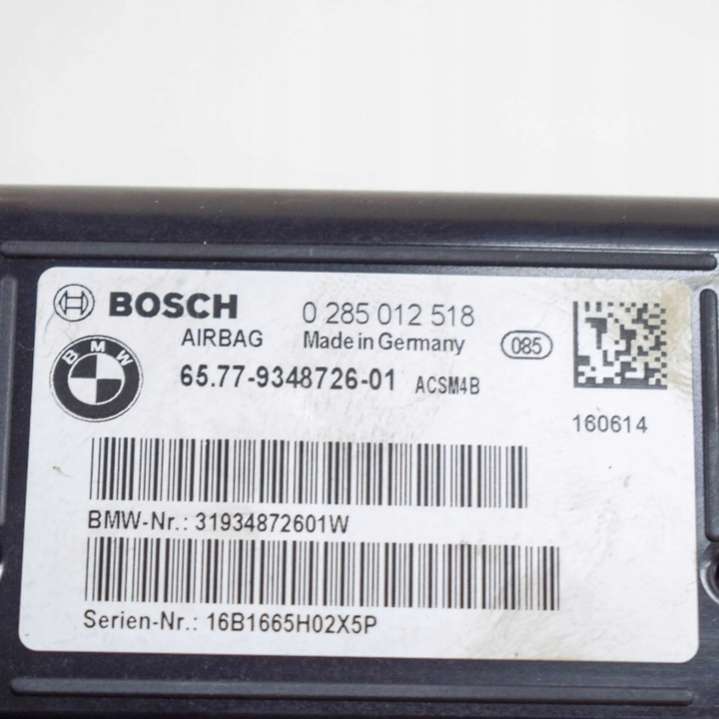 BOSCH 0 285 012 518
AIRBAG Made in Germany 085
BMW
65.77-9348726-01 ACSM4B
160614
BMW-Nr.: 31934872601W
Serien-Nr.: 16B1665H02X5P